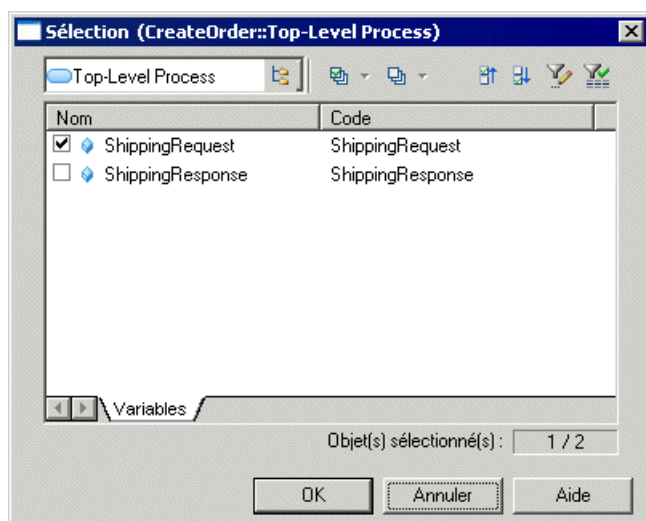 Sélection (CreateOrder::Top-Level Process)
Top-Level Process
Nom Code
ShippingRequest ShippingRequest
ShippingResponse ShippingResponse
Variables
Objet(s) sélectionné(s) : 1 / 2
OK Annuler Aide